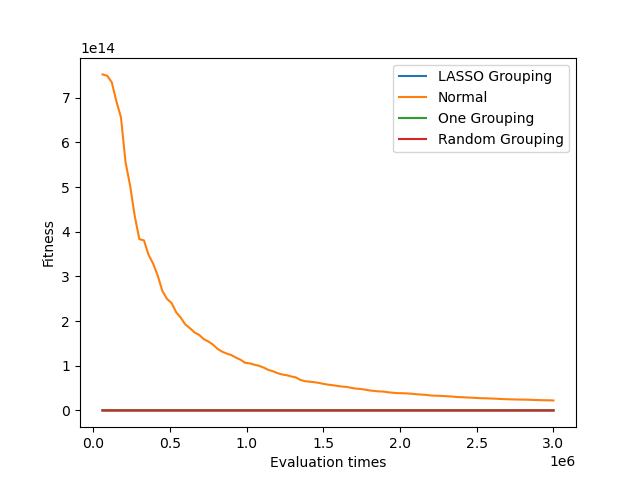 1e14
7
6
5
4
3
2
1
0
Fitness
LASSO Grouping
Normal
One Grouping
Random Grouping
0.0 0.5 1.0 1.5 2.0 2.5 3.0
1e6
Evaluation times